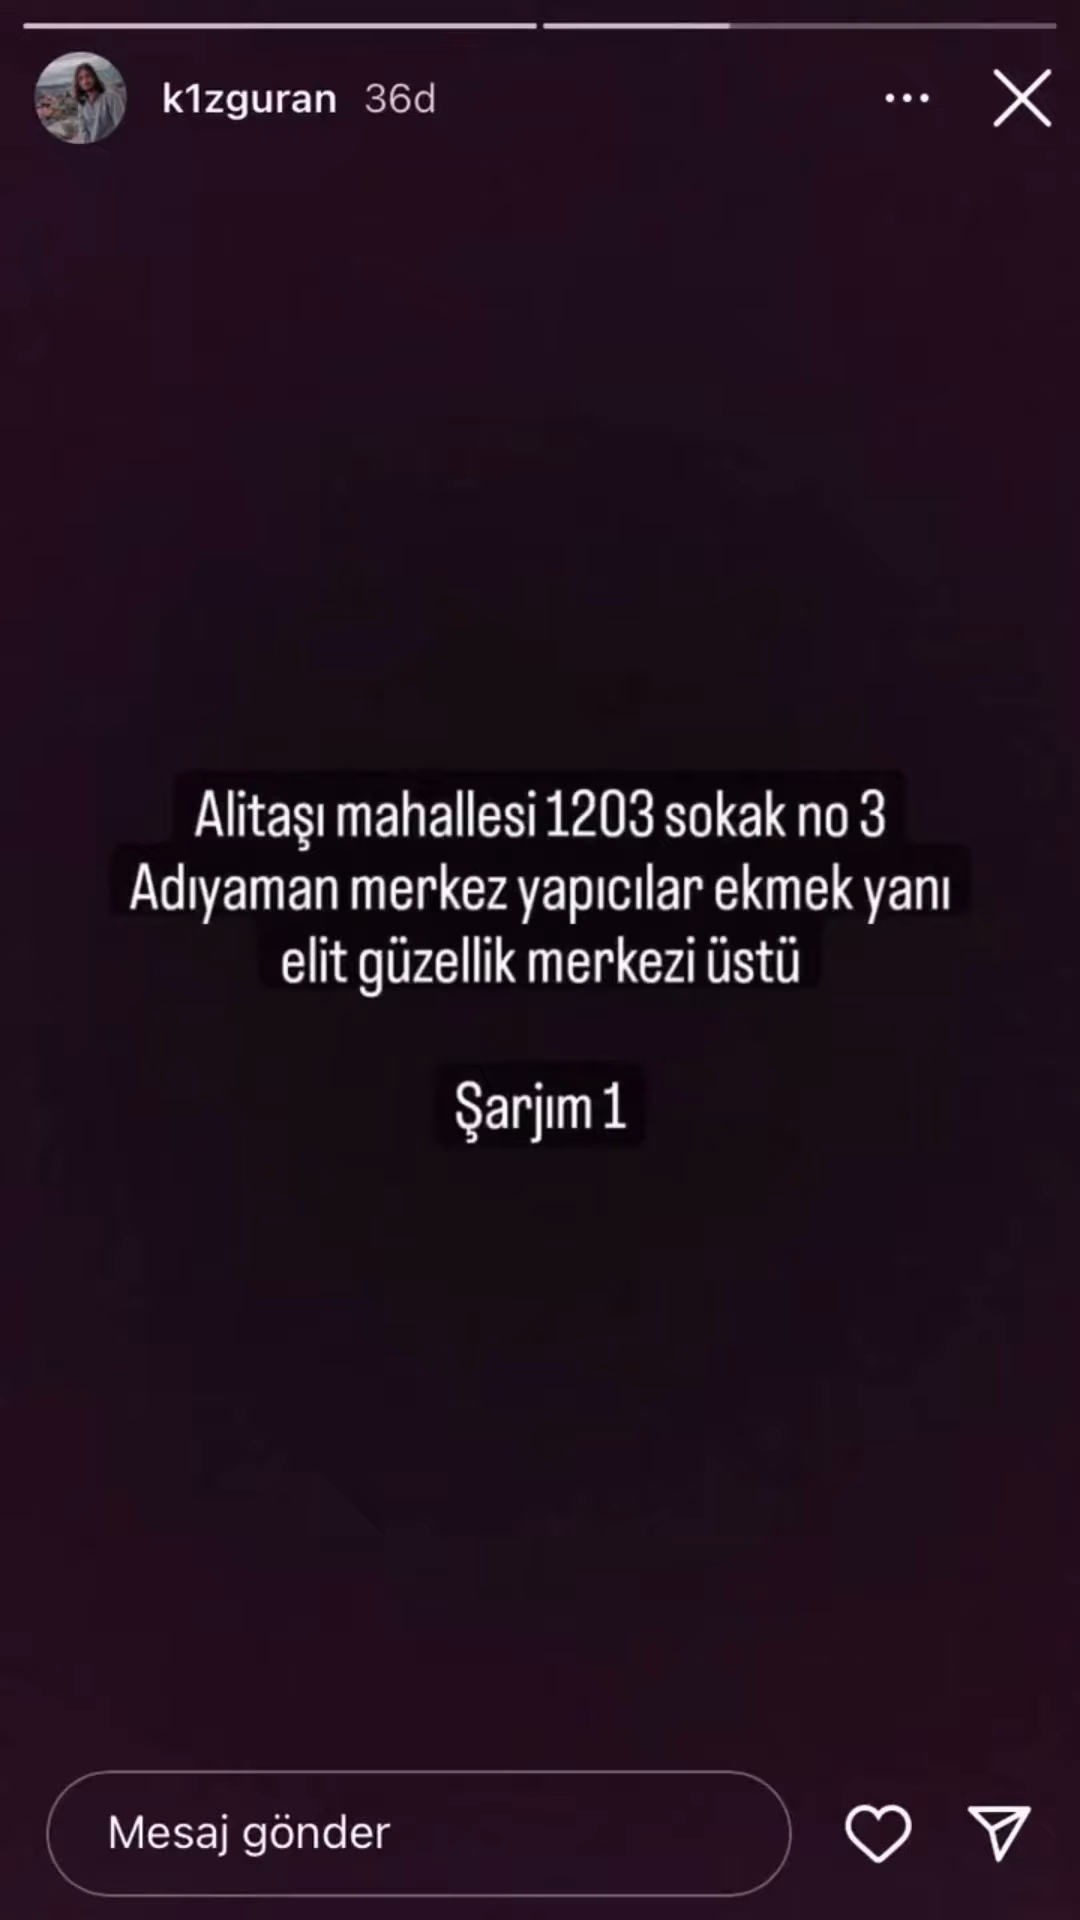 k1zguran 36d
Alitaşı mahallesi 1203 sokak no 3
Adıyaman merkez yapıcılar ekmek yanı
elit güzellik merkezi üstü
Şarjım 1
Mesaj gönder